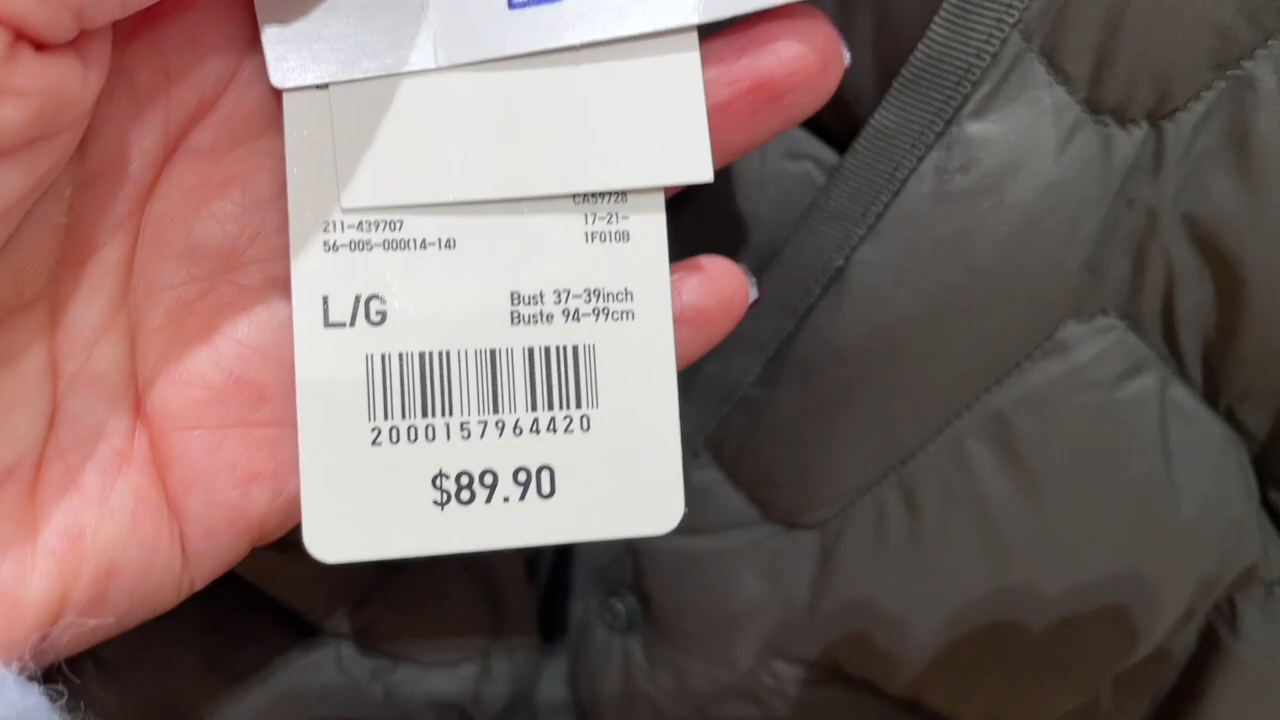 CA59728
211-439707
17-21-
56-005-000(14-14)
1F010B
L/G
Bust 37-39inch
Buste 94-99cm
2000157964420
$89.90